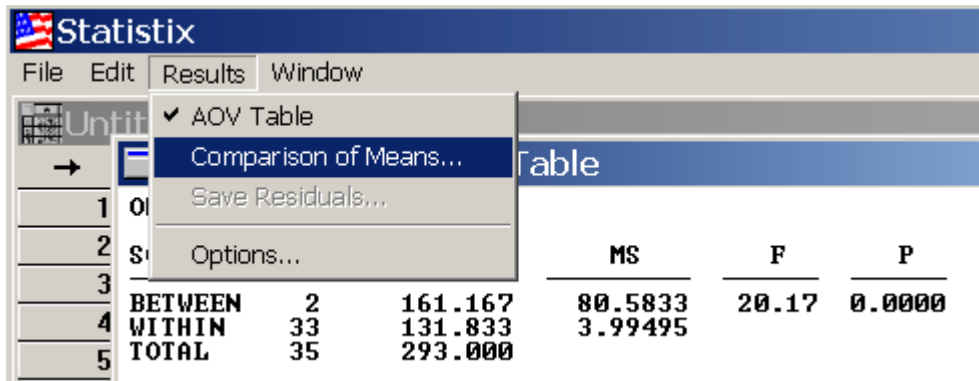 Statistix
File Edit Results Window
✔ AOV Table
Comparison of Means...
Table
Save Residuals...
1
2
Options... MS F P
3
BETWEEN 2 161.167 80.5833 20.17 0.0000
4 WITHIN 33 131.833 3.99495
5 TOTAL 35 293.000